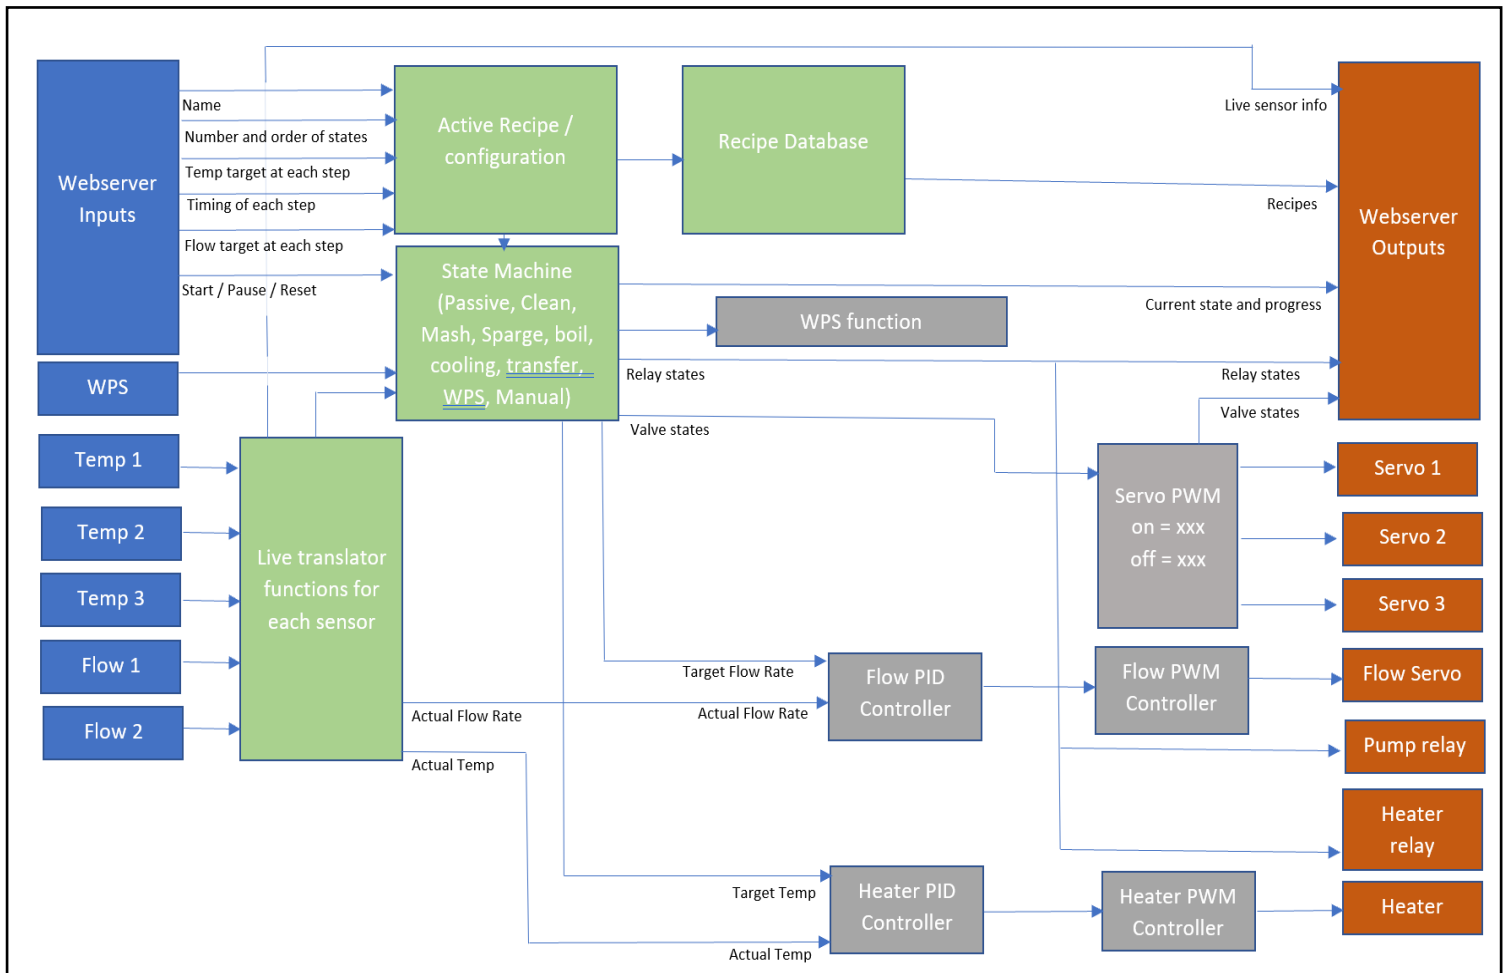 Webserver
Inputs
Name
Number and order of states
Temp target at each step
Timing of each step
Flow target at each step
Start / Pause / Reset
Active Recipe /
configuration
Recipe Database
Live sensor info
Recipes
Webserver
Outputs
State Machine
(Passive, Clean,
Mash, Sparge, boil,
cooling, transfer,
WPS, Manual)
WPS function
Current state and progress
WPS
Relay states
Relay states
Valve states
Valve states
Temp 1
Temp 2
Temp 3
Flow 1
Flow 2
Live translator
functions for
each sensor
Servo PWM
on = xxx
off = xxx
Servo 1
Servo 2
Servo 3
Target Flow Rate
Actual Flow Rate
Actual Flow Rate
Flow PID
Controller
Flow PWM
Controller
Flow Servo
Pump relay
Actual Temp
Heater
relay
Target Temp
Actual Temp
Heater PID
Controller
Heater PWM
Controller
Heater